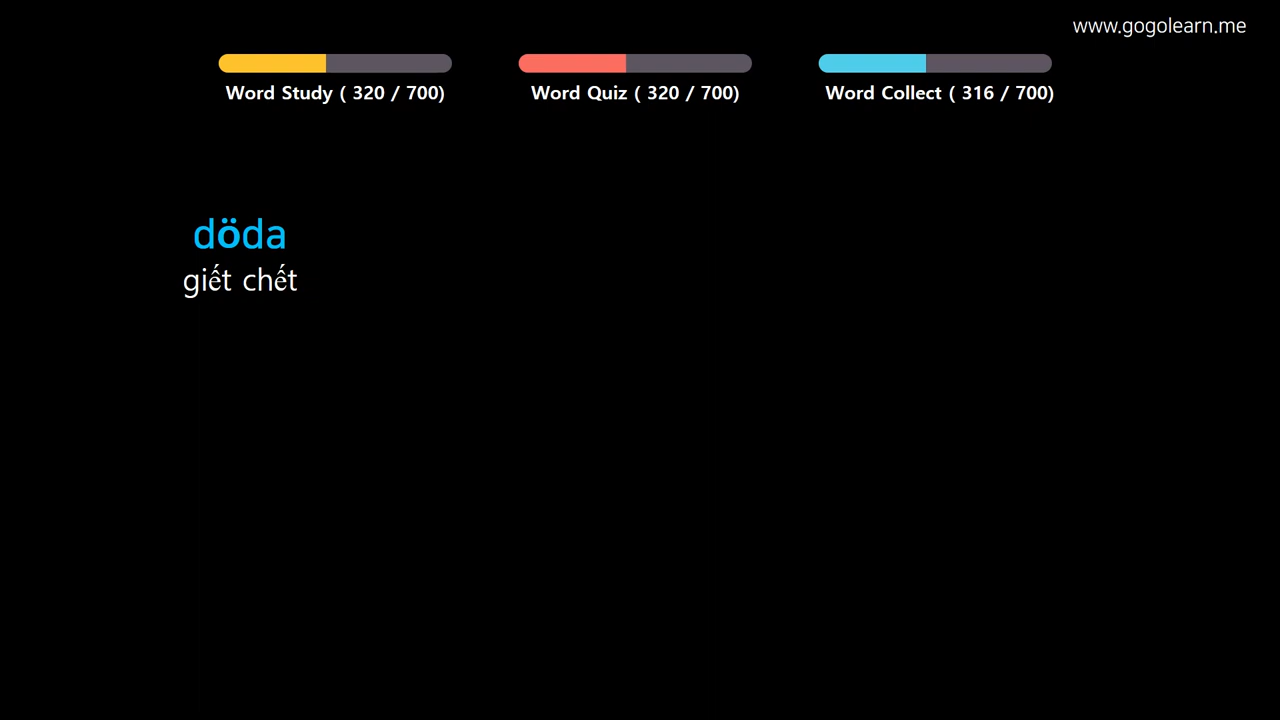 www.gogolearn.me
Word Study ( 320 / 700)
Word Quiz ( 320 / 700)
Word Collect ( 316 / 700)
döda
giết chết